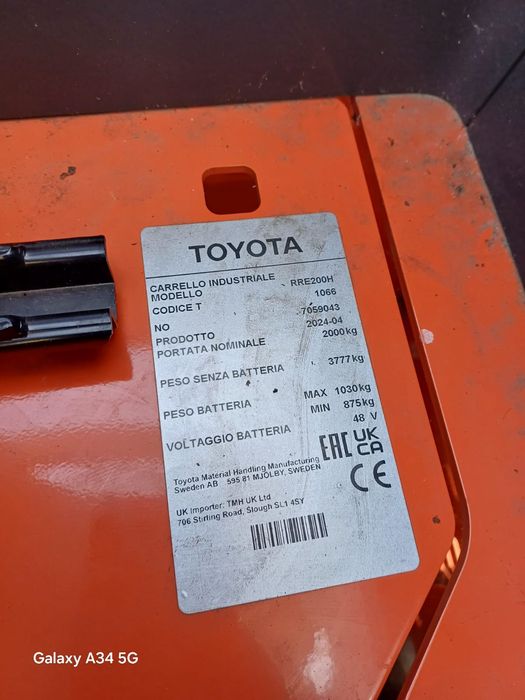 TOYOTA
CARRELLO INDUSTRIALE
MODELLO RRE200H
CODICE T 1066
NO 7059043
PRODOTTO 2024-04
PORTATA NOMINALE 2000kg
PESO SENZA BATTERIA 3777kg
PESO BATTERIA MAX 1030kg
MIN 875kg
VOLTAGGIO BATTERIA 48 V
EAC UK CA
Toyota Material Handling Manufacturing
Sweden AB 595 81 MJÖLBY, SWEDEN
CE
UK Importer: TMH UK Ltd
706 Stirling Road, Slough SL1 4SY
Galaxy A34 5G